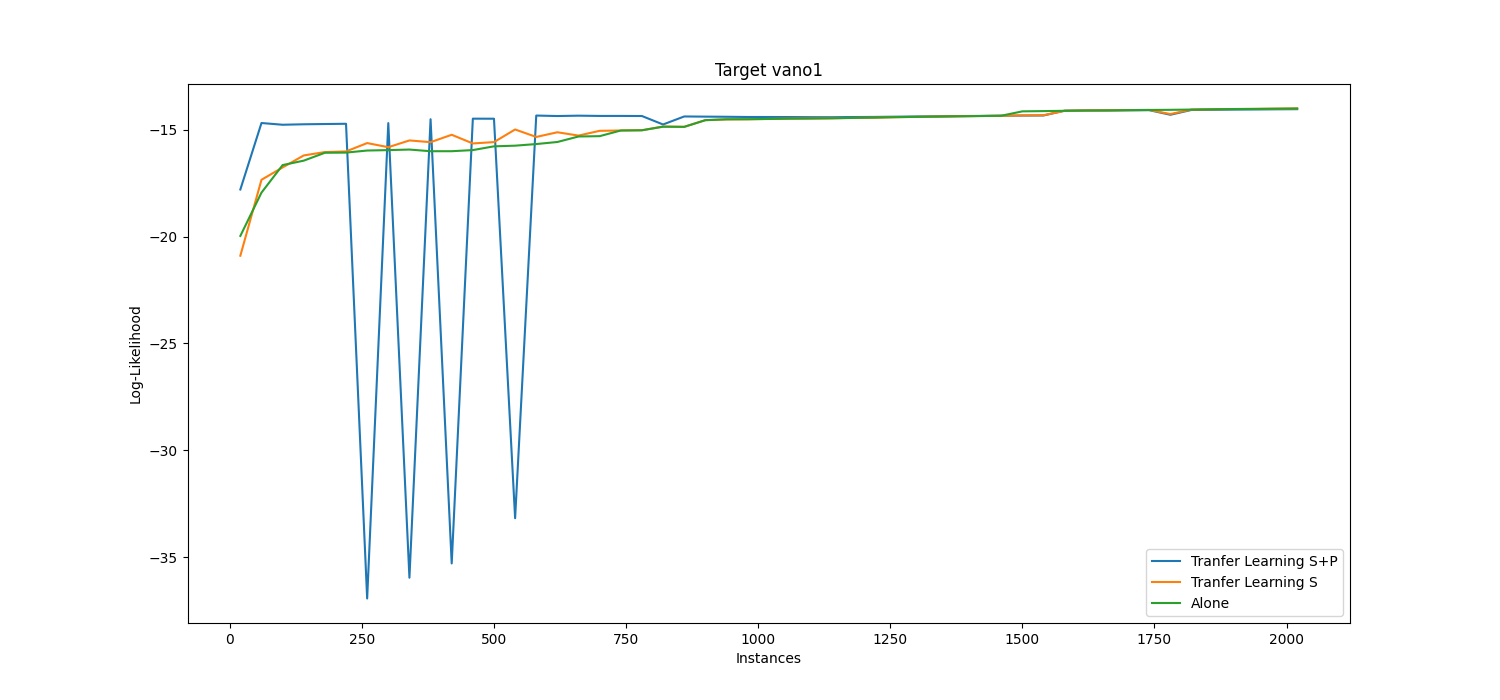 Target vano1
Log-Likelihood
−15
−20
−25
−30
−35
0
250
500
750
1000
1250
1500
1750
2000
Instances
Tranfer Learning S+P
Tranfer Learning S
Alone